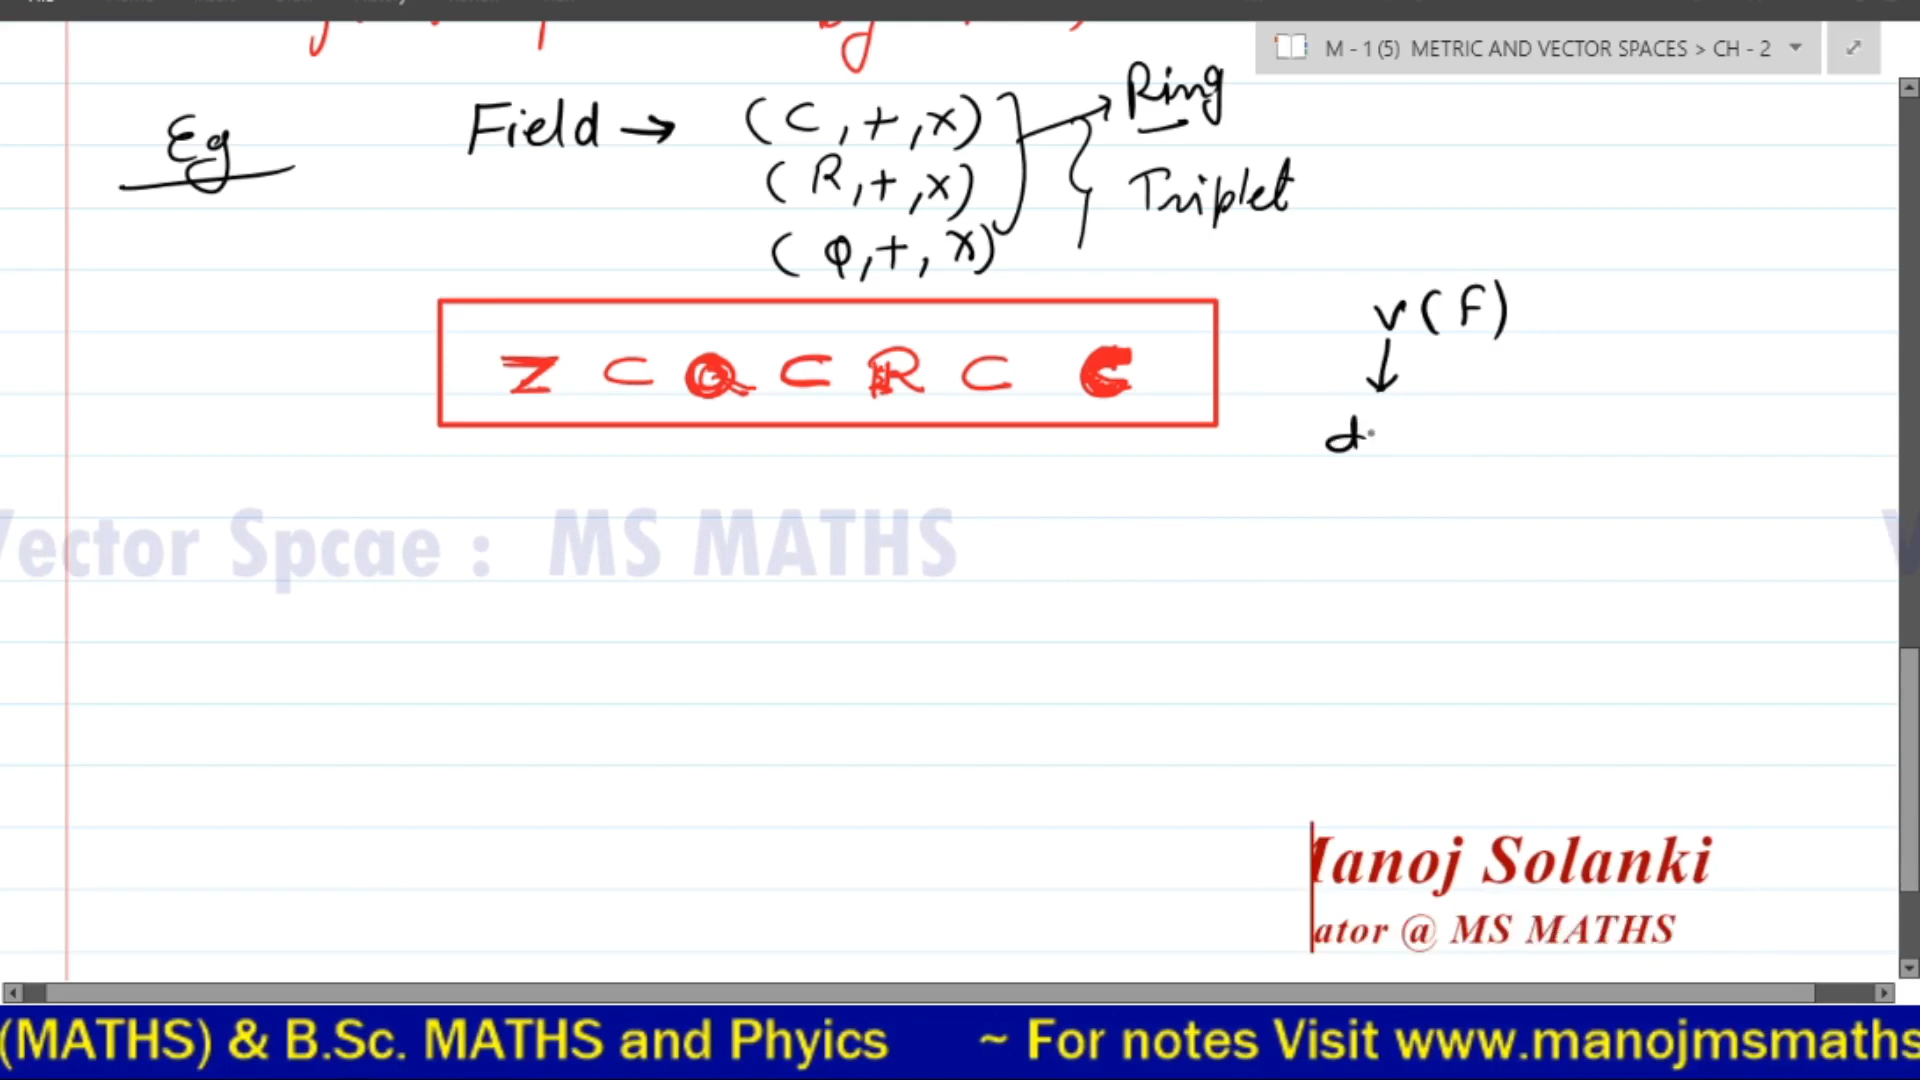 M - 1 (5) METRIC AND VECTOR SPACES > CH - 2
Eg Field → (C, +, x) Ring
(R, +, x) Triplet
(Q, +, x)
V(F)
↓
Z ⊂ Q ⊂ R ⊂ C
d
Vector Spcae : MS MATHS
Manoj Solanki
ator @ MS MATHS
(MATHS) & B.Sc. MATHS and Phyics ~ For notes Visit www.manojmsmaths